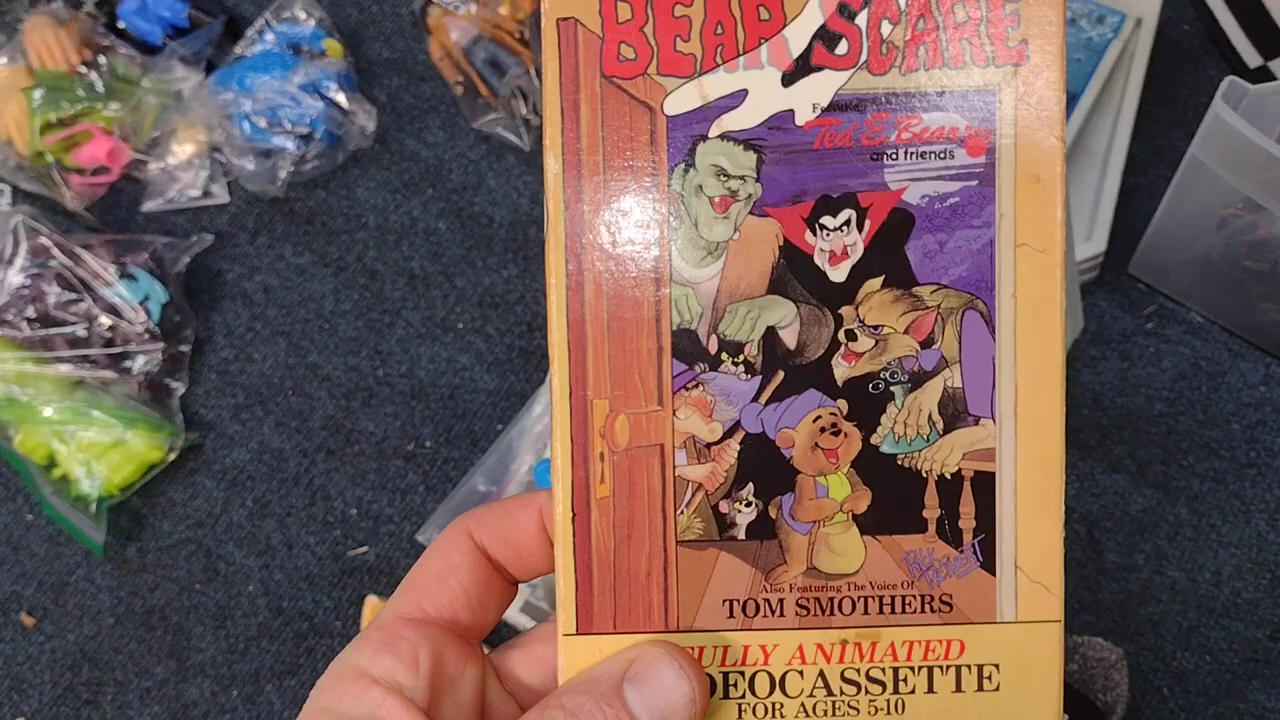 BEAR SCARE
Featuring
Ted E. Bear
and friends
Also Featuring The Voice Of
TOM SMOTHERS
FULLY ANIMATED
VIDEOCASSETTE
FOR AGES 5-10